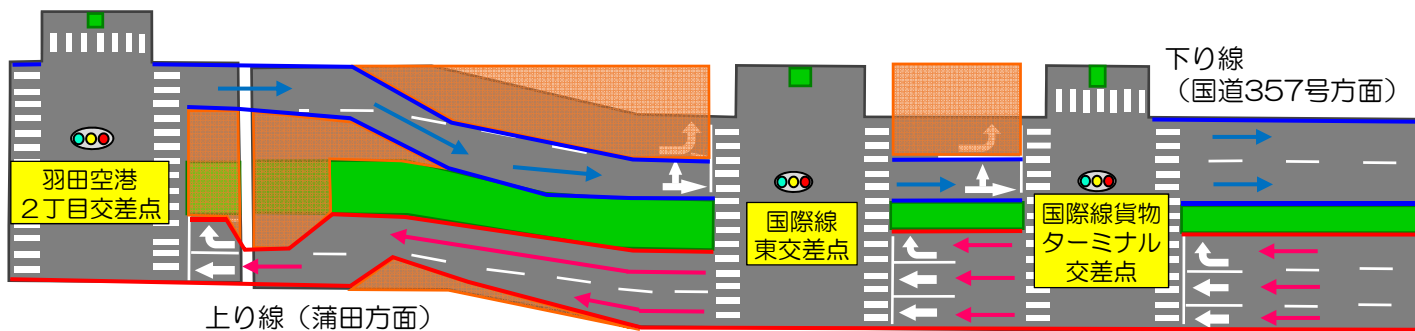 下り線
（国道357号方面）
羽田空港
２丁目交差点
国際線
東交差点
国際線貨物
ターミナル
交差点
上り線（蒲田方面）